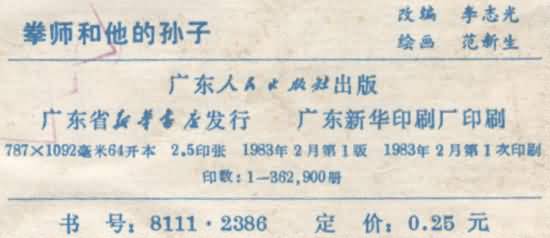 拳师和他的孙子
改编 李志光
绘画 范新生
广东人民出版社出版
广东省新华书店发行 广东新华印刷厂印刷
787×1092毫米64开本 2.5印张 1983年2月第1版 1983年2月第1次印刷
印数：1—362,900册
书 号：8111·2386 定 价：0.25 元